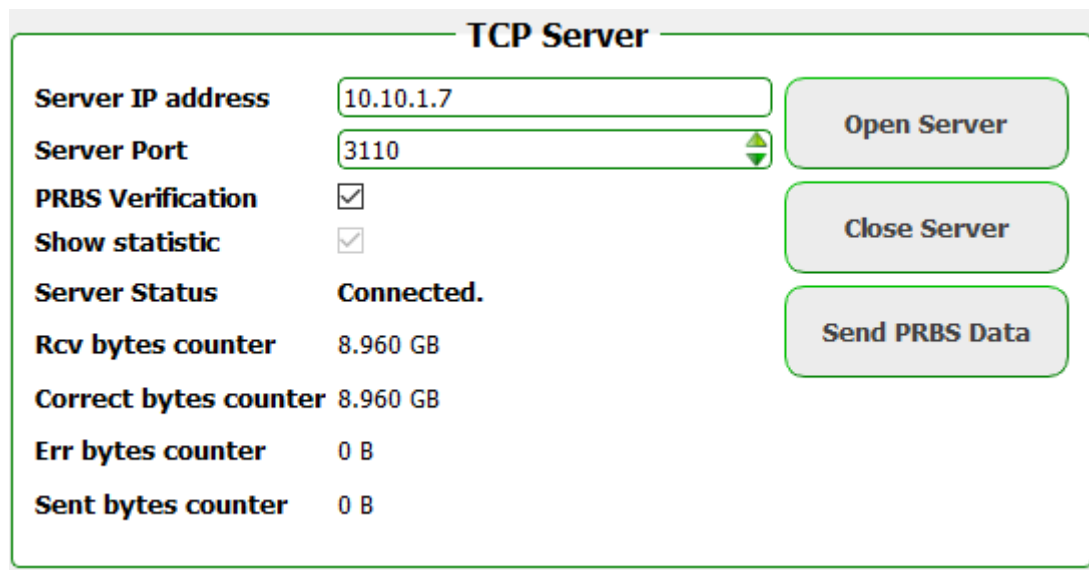 TCP Server
Server IP address 10.10.1.7
Open Server
Server Port 3110
PRBS Verification
Close Server
Show statistic
Server Status Connected.
Rcv bytes counter 8.960 GB
Send PRBS Data
Correct bytes counter 8.960 GB
Err bytes counter 0 B
Sent bytes counter 0 B